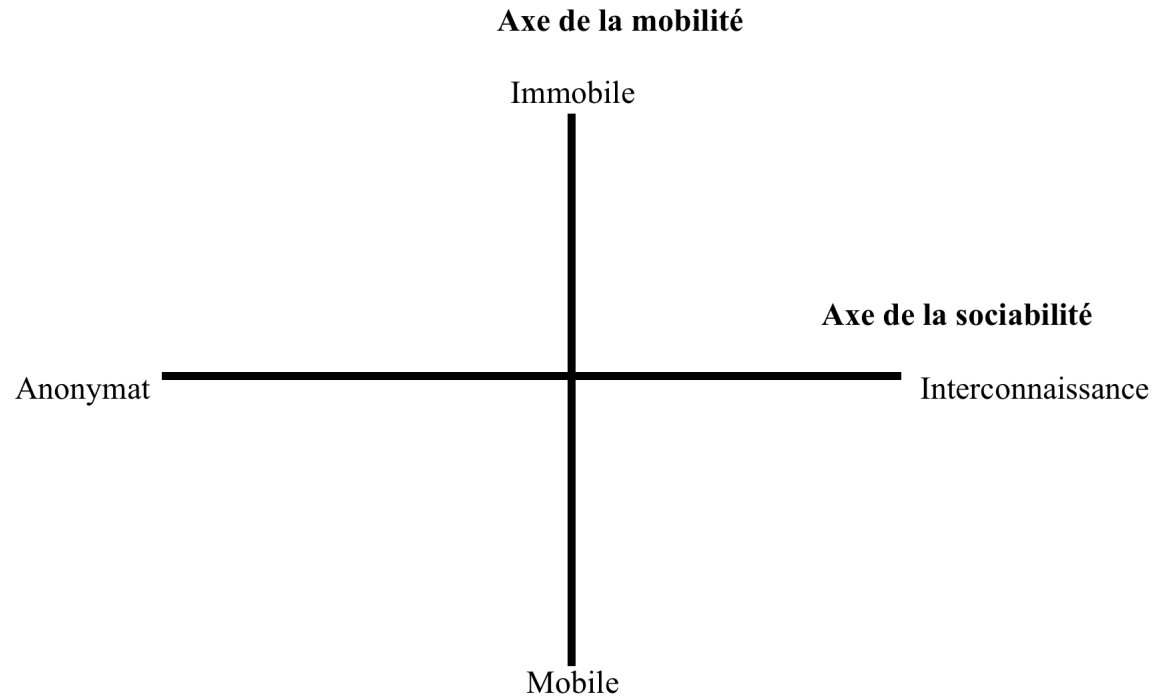 Axe de la mobilité
Immobile
Axe de la sociabilité
Anonymat
Interconnaissance
Mobile